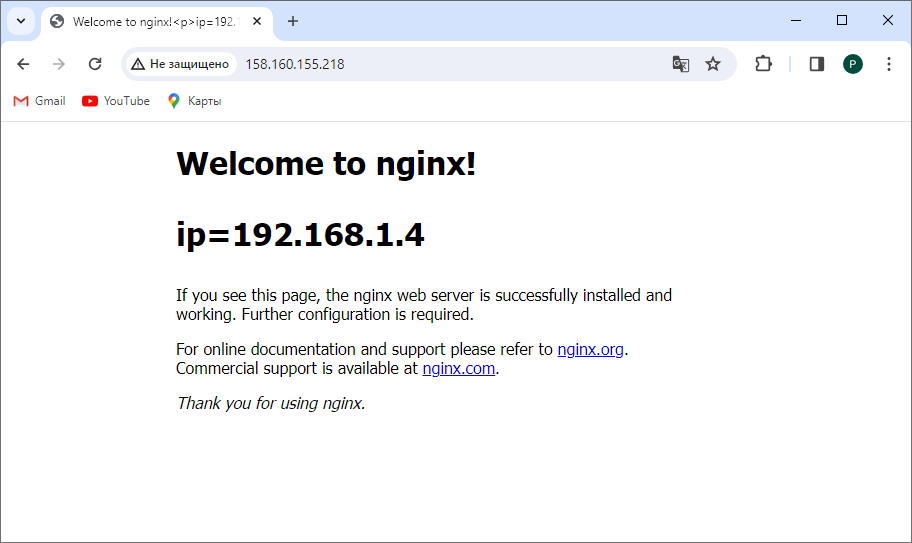 Welcome to nginx!<p>ip=192.1
Не защищено
158.160.155.218
P
Gmail
YouTube
Карты
Welcome to nginx!
ip=192.168.1.4
If you see this page, the nginx web server is successfully installed and
working. Further configuration is required.
For online documentation and support please refer to nginx.org.
Commercial support is available at nginx.com.
Thank you for using nginx.